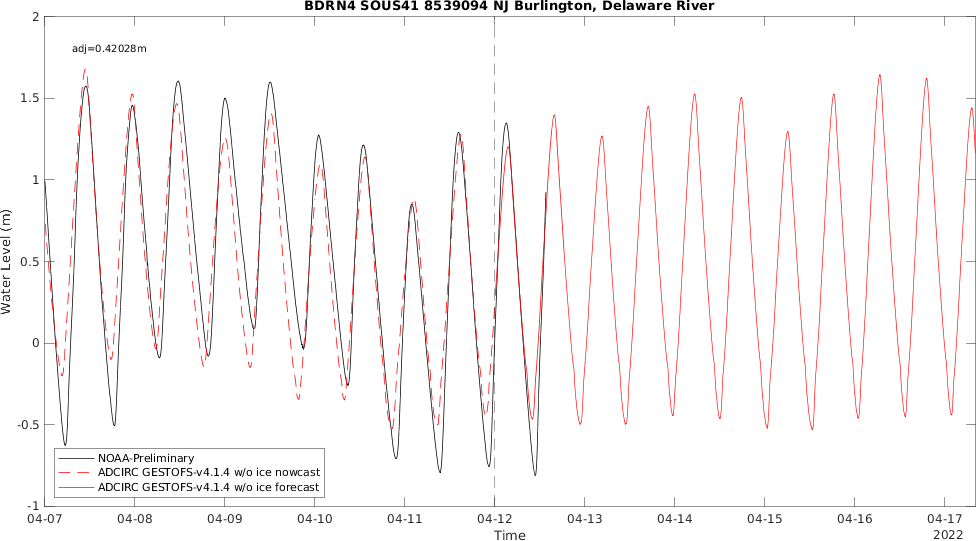 BDRN4 SOUS41 8539094 NJ Burlington, Delaware River
2
adj=0.42028m
1.5
1
0.5
0
-0.5
-1
Water Level (m)
NOAA-Preliminary
ADCIRC GESTOFS-v4.1.4 w/o ice nowcast
ADCIRC GESTOFS-v4.1.4 w/o ice forecast
04-07 04-08 04-09 04-10 04-11 04-12 04-13 04-14 04-15 04-16 04-17
Time 2022